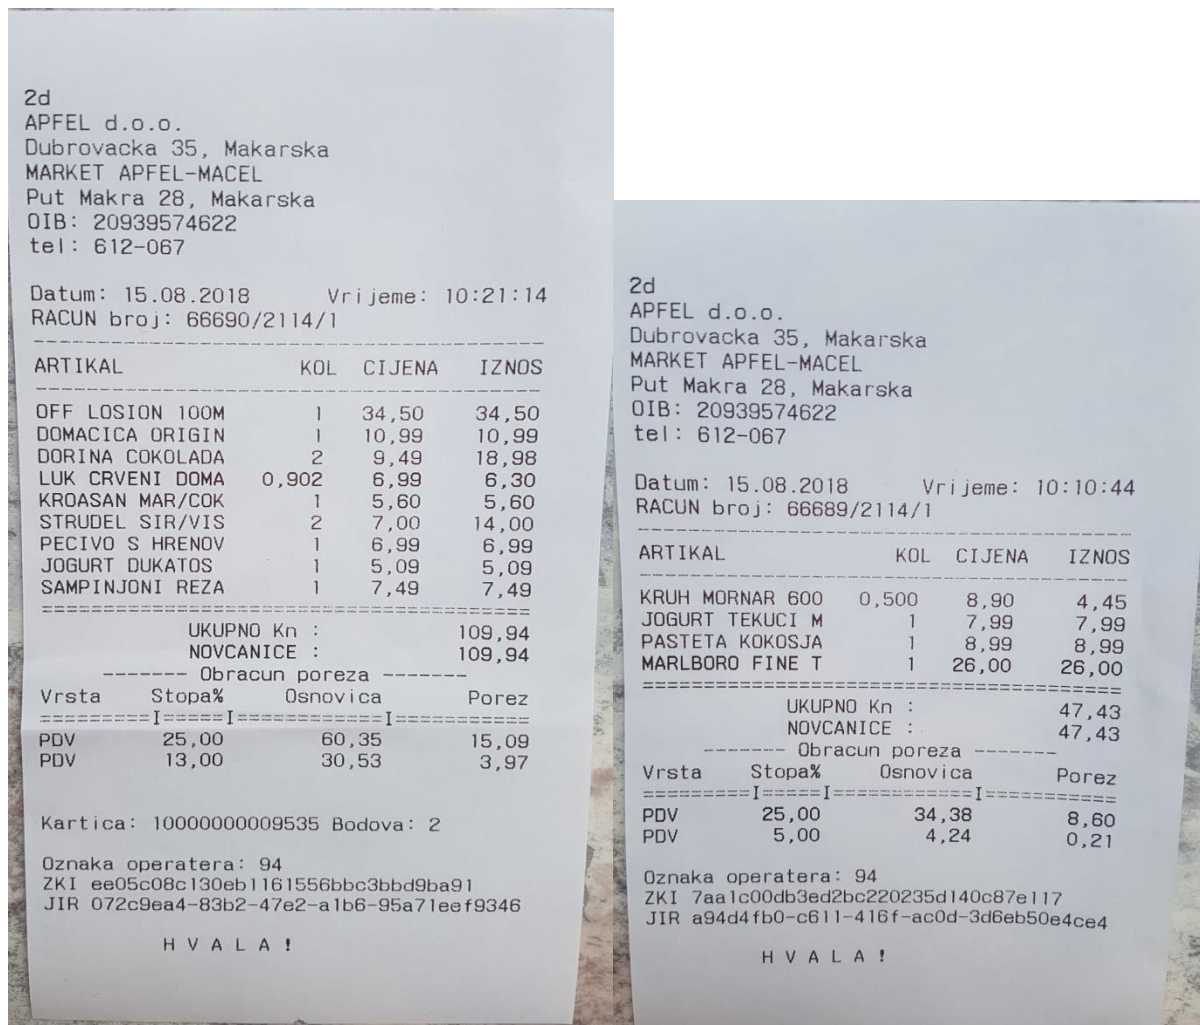 2d
APFEL d.o.o.
Dubrovacka 35, Makarska
MARKET APFEL-MACEL
Put Makra 28, Makarska
OIB: 20939574622
tel: 612-067
Datum: 15.08.2018 Vrijeme: 10:21:14
RACUN broj: 66690/2114/1
ARTIKAL KOL CIJENA IZNOS
OFF LOSION 100M 1 34,50 34,50
DOMACICA ORIGIN 1 10,99 10,99
DORINA COKOLADA 2 9,49 18,98
LUK CRVENI DOMA 0,902 6,99 6,30
KROASAN MAR/COK 1 5,60 5,60
STRUDEL SIR/VIS 2 7,00 14,00
PECIVO S HRENOV 1 6,99 6,99
JOGURT DUKATOS 1 5,09 5,09
SAMPINJONI REZA 1 7,49 7,49
UKUPNO Kn : 109,94
NOVCANICE : 109,94
------- Obracun poreza -------
Vrsta Stopa% Osnovica Porez
=========I=====I============I===========
PDV 25,00 60,35 15,09
PDV 13,00 30,53 3,97
Kartica: 10000000009535 Bodova: 2
Oznaka operatera: 94
ZKI ee05c08c130eb1161556bbc3bbd9ba91
JIR 072c9ea4-83b2-47e2-a1b6-95a71eef9346
H V A L A !
2d
APFEL d.o.o.
Dubrovacka 35, Makarska
MARKET APFEL-MACEL
Put Makra 28, Makarska
OIB: 20939574622
tel: 612-067
Datum: 15.08.2018 Vrijeme: 10:10:44
RACUN broj: 66689/2114/1
ARTIKAL KOL CIJENA IZNOS
KRUH MORNAR 600 0,500 8,90 4,45
JOGURT TEKUCI M 1 7,99 7,99
PASTETA KOKOSJA 1 8,99 8,99
MARLBORO FINE T 1 26,00 26,00
UKUPNO Kn : 47,43
NOVCANICE : 47,43
------- Obracun poreza -------
Vrsta Stopa% Osnovica Porez
=========I=====I============I===========
PDV 25,00 34,38 8,60
PDV 5,00 4,24 0,21
Oznaka operatera: 94
ZKI 7aa1c00db3ed2bc220235d140c87e117
JIR a94d4fb0-c611-416f-ac0d-3d6eb50e4ce4
H V A L A !